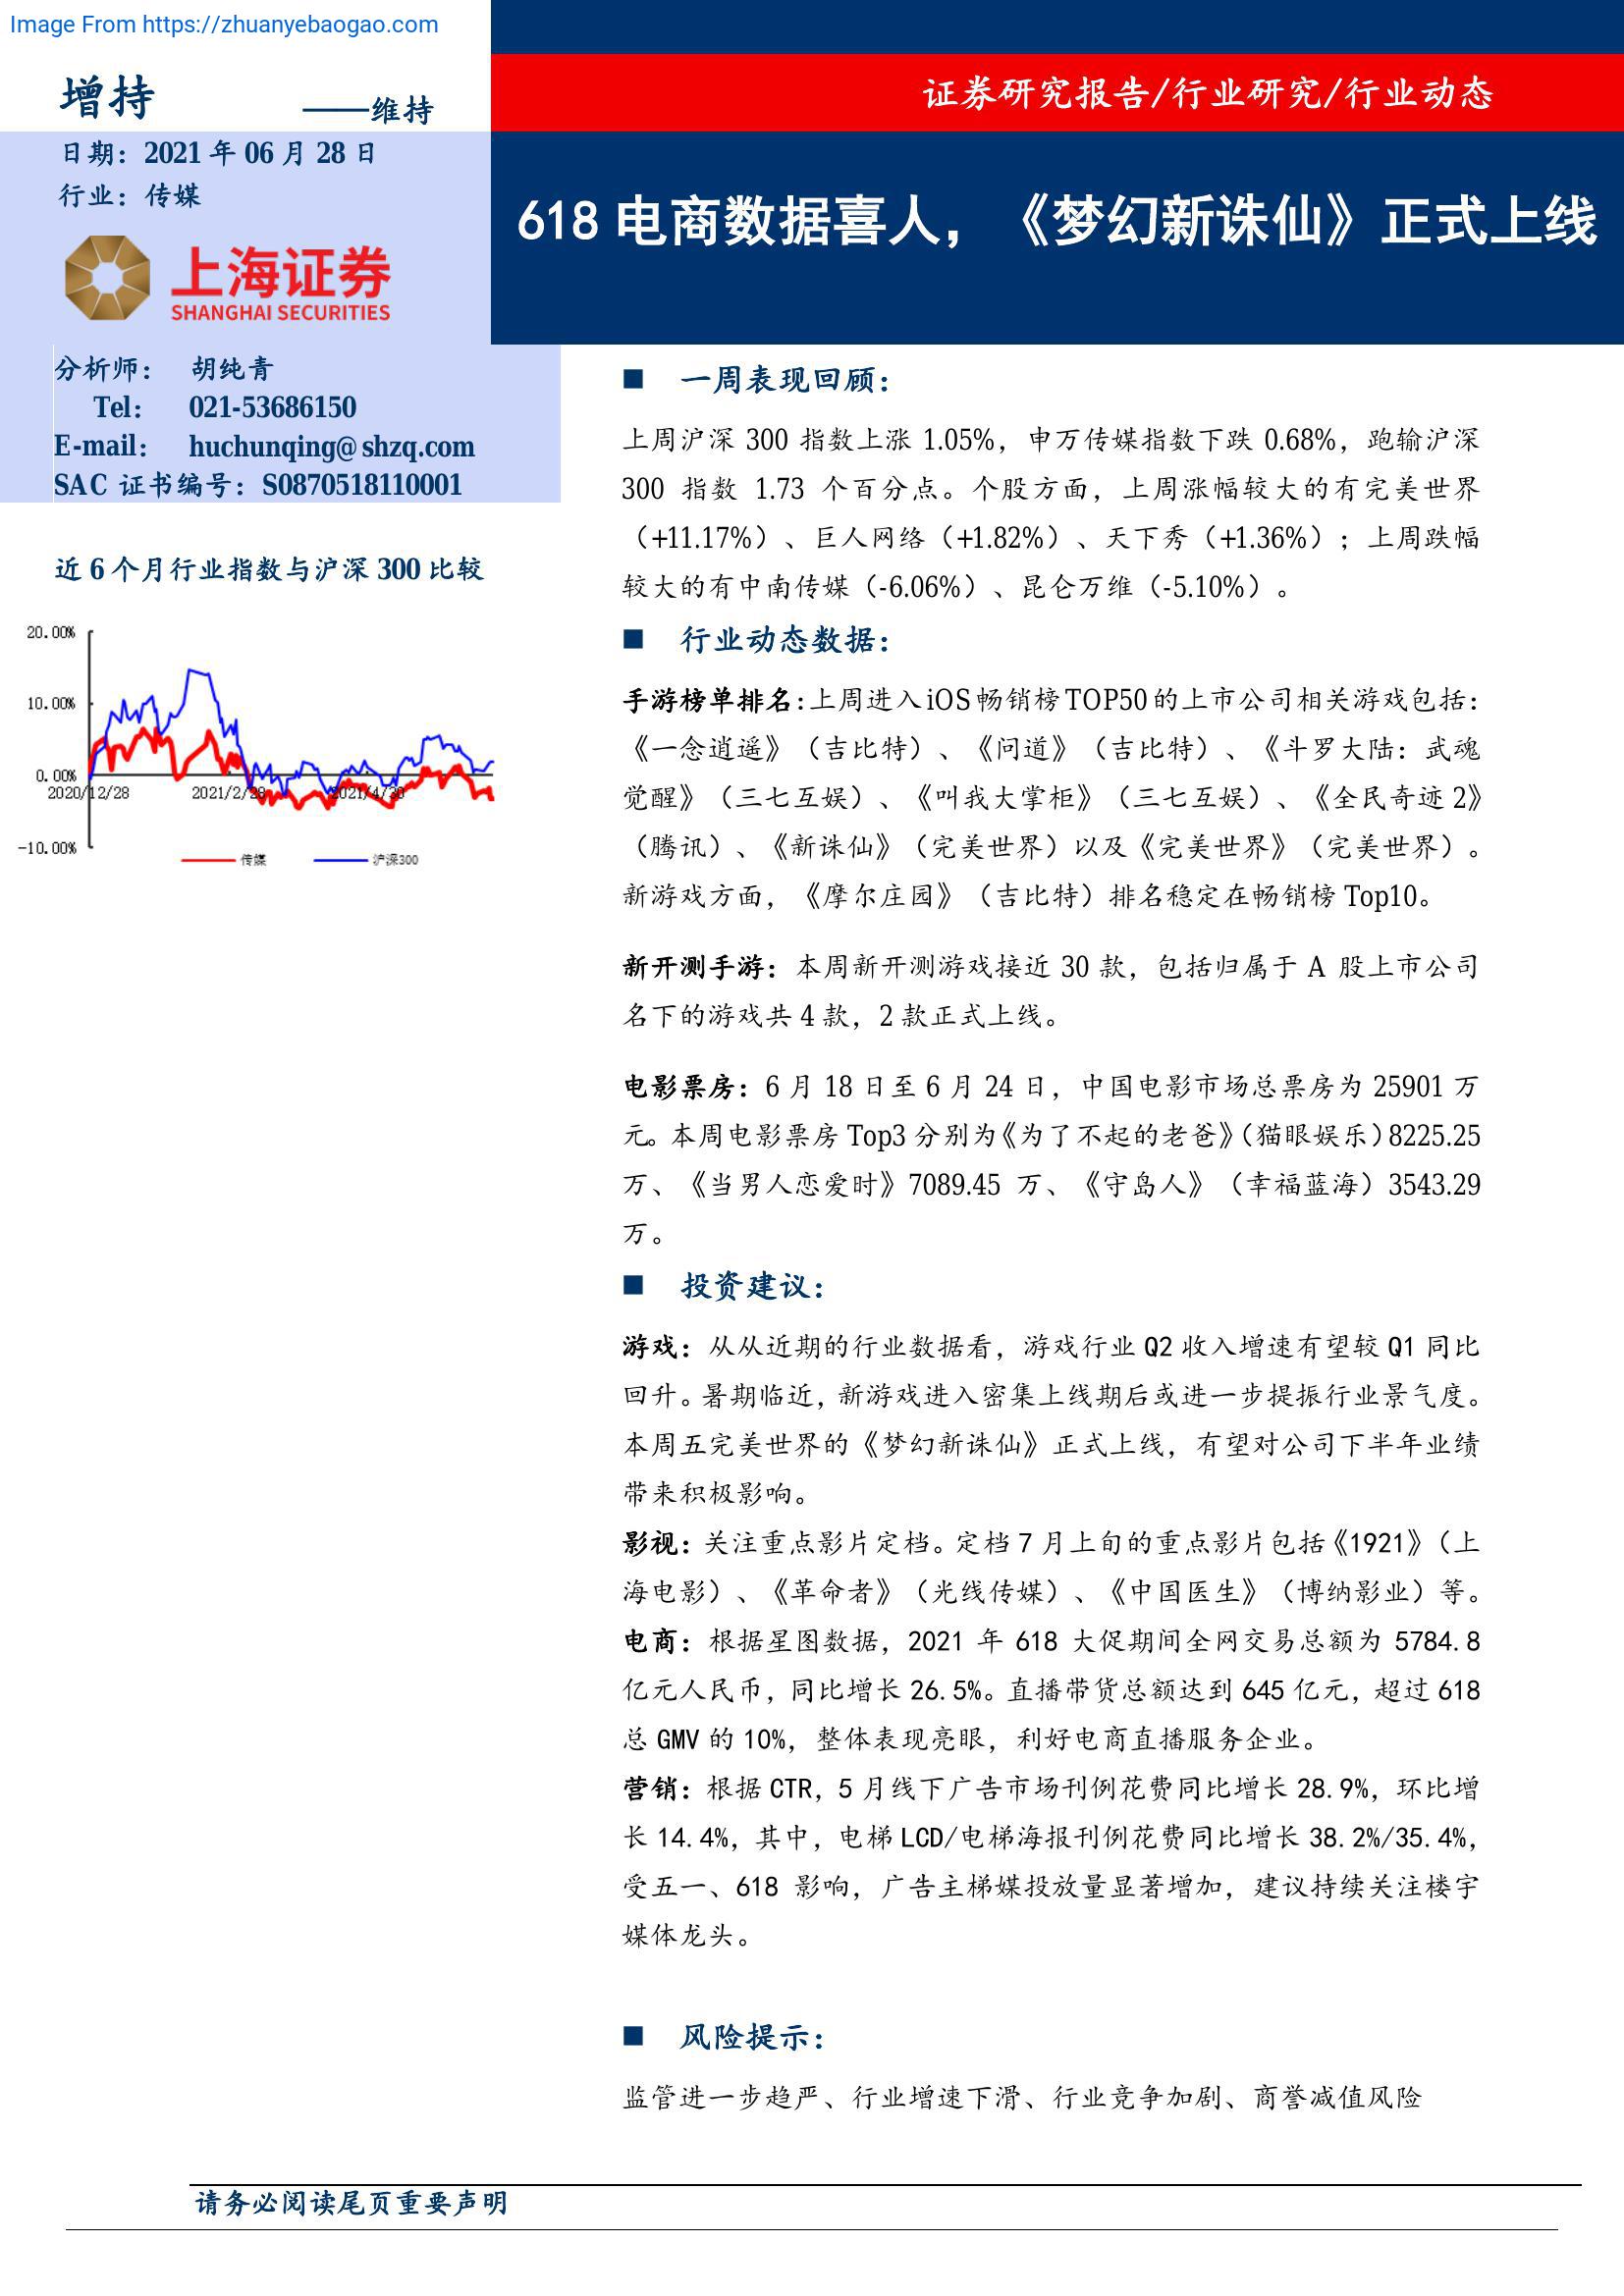 Image From https://zhuanyebaogao.com
增持 ——维持
证券研究报告/行业研究/行业动态
日期：2021 年 06 月 28 日
行业：传媒
618 电商数据喜人，《梦幻新诛仙》正式上线
上海证券
SHANGHAI SECURITIES
分析师： 胡纯青
Tel： 021-53686150
E-mail： huchunqing@shzq.com
SAC 证书编号：S0870518110001
近 6 个月行业指数与沪深 300 比较
20.00%
10.00%
0.00%
2020/12/28 2021/2/28 2021/4/30
-10.00%
传媒 沪深300
■ 一周表现回顾：
上周沪深 300 指数上涨 1.05%，申万传媒指数下跌 0.68%，跑输沪深
300 指数 1.73 个百分点。个股方面，上周涨幅较大的有完美世界
（+11.17%）、巨人网络（+1.82%）、天下秀（+1.36%）；上周跌幅
较大的有中南传媒（-6.06%）、昆仑万维（-5.10%）。
■ 行业动态数据：
手游榜单排名：上周进入 iOS 畅销榜 TOP50 的上市公司相关游戏包括：
《一念逍遥》（吉比特）、《问道》（吉比特）、《斗罗大陆：武魂
觉醒》（三七互娱）、《叫我大掌柜》（三七互娱）、《全民奇迹 2》
（腾讯）、《新诛仙》（完美世界）以及《完美世界》（完美世界）。
新游戏方面，《摩尔庄园》（吉比特）排名稳定在畅销榜 Top10。
新开测手游：本周新开测游戏接近 30 款，包括归属于 A 股上市公司
名下的游戏共 4 款，2 款正式上线。
电影票房：6 月 18 日至 6 月 24 日，中国电影市场总票房为 25901 万
元。本周电影票房 Top3 分别为《为了不起的老爸》（猫眼娱乐）8225.25
万、《当男人恋爱时》7089.45 万、《守岛人》（幸福蓝海）3543.29
万。
■ 投资建议：
游戏：从从近期的行业数据看，游戏行业 Q2 收入增速有望较 Q1 同比
回升。暑期临近，新游戏进入密集上线期后或进一步提振行业景气度。
本周五完美世界的《梦幻新诛仙》正式上线，有望对公司下半年业绩
带来积极影响。
影视：关注重点影片定档。定档 7 月上旬的重点影片包括《1921》（上
海电影）、《革命者》（光线传媒）、《中国医生》（博纳影业）等。
电商：根据星图数据，2021 年 618 大促期间全网交易总额为 5784.8
亿元人民币，同比增长 26.5%。直播带货总额达到 645 亿元，超过 618
总 GMV 的 10%，整体表现亮眼，利好电商直播服务企业。
营销：根据 CTR，5 月线下广告市场刊例花费同比增长 28.9%，环比增
长 14.4%，其中，电梯 LCD/电梯海报刊例花费同比增长 38.2%/35.4%，
受五一、618 影响，广告主梯媒投放量显著增加，建议持续关注楼宇
媒体龙头。
■ 风险提示：
监管进一步趋严、行业增速下滑、行业竞争加剧、商誉减值风险
请务必阅读尾页重要声明